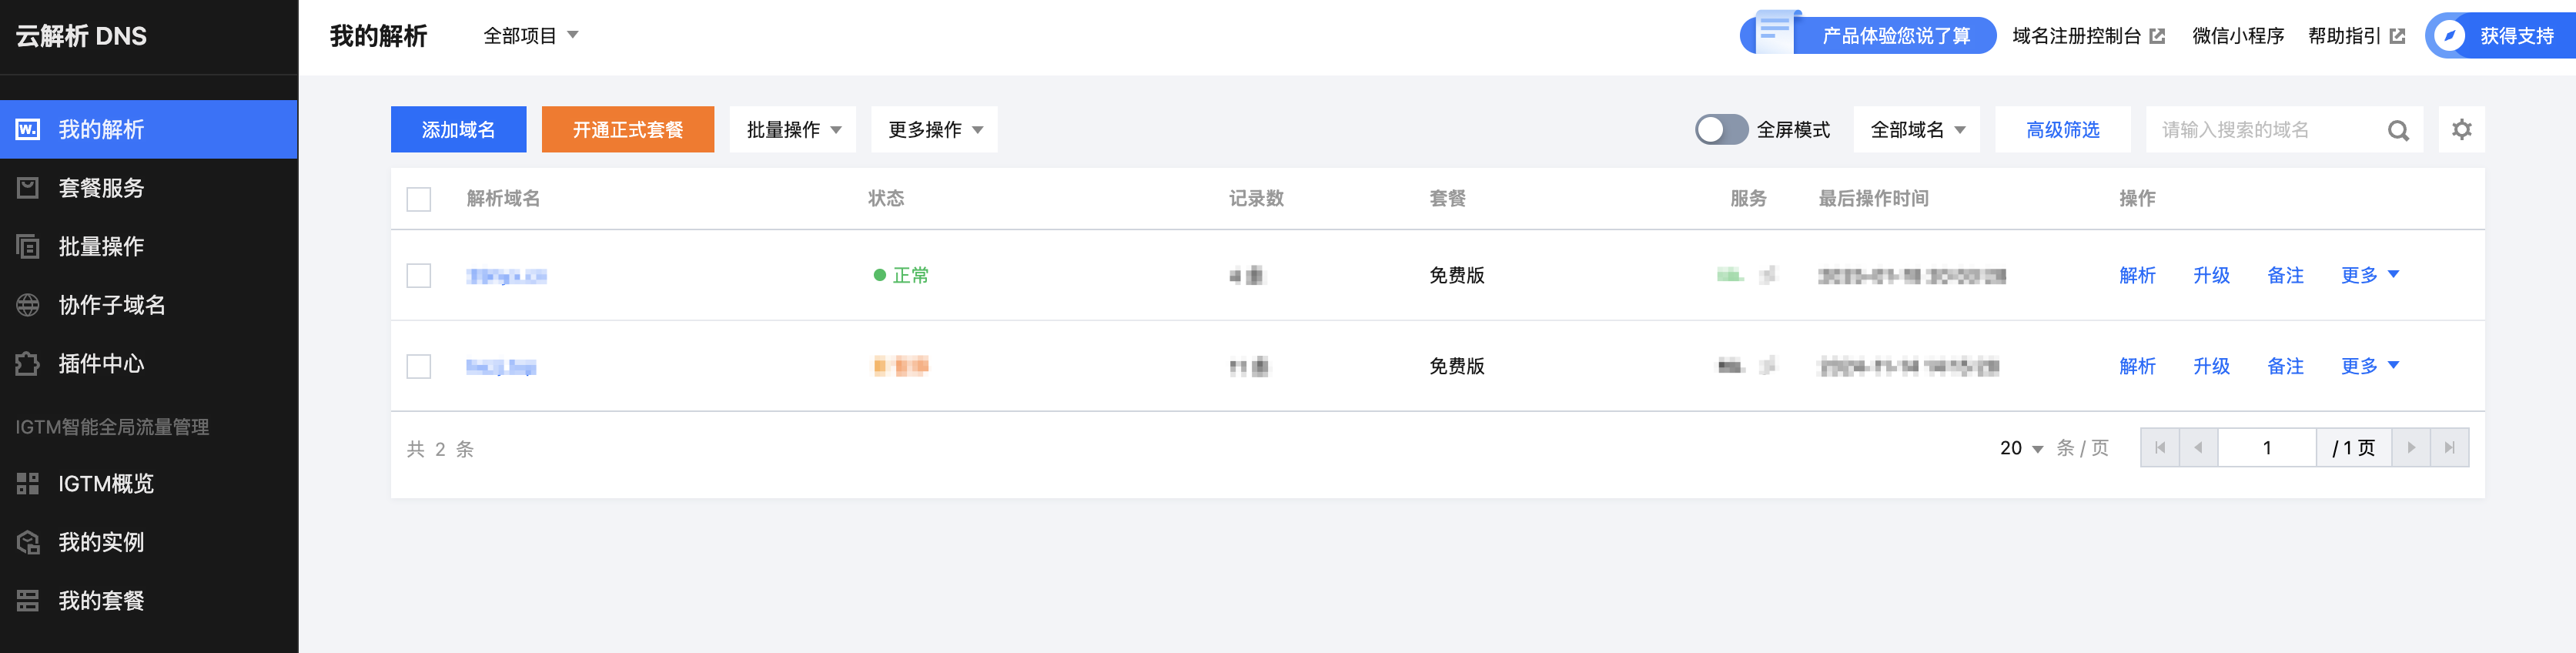 云解析 DNS
我的解析
套餐服务
批量操作
协作子域名
插件中心
IGTM智能全局流量管理
IGTM概览
我的实例
我的套餐
我的解析 全部项目 产品体验您说了算 域名注册控制台 微信小程序 帮助指引 获得支持
添加域名 开通正式套餐 批量操作 更多操作 全屏模式 全部域名 高级筛选 请输入搜索的域名
解析域名 状态 记录数 套餐 服务 最后操作时间 操作
正常 免费版 解析 升级 备注 更多
免费版 解析 升级 备注 更多
共 2 条 20 条 / 页 1 / 1 页